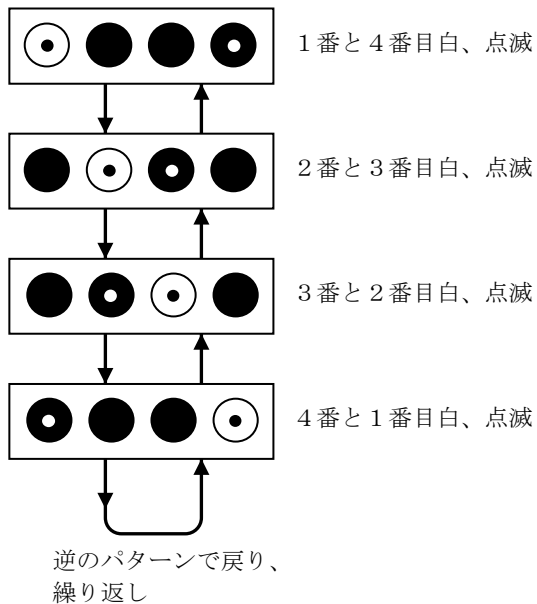 １番と４番目白、点滅
２番と３番目白、点滅
３番と２番目白、点滅
４番と１番目白、点滅
逆のパターンで戻り、
繰り返し